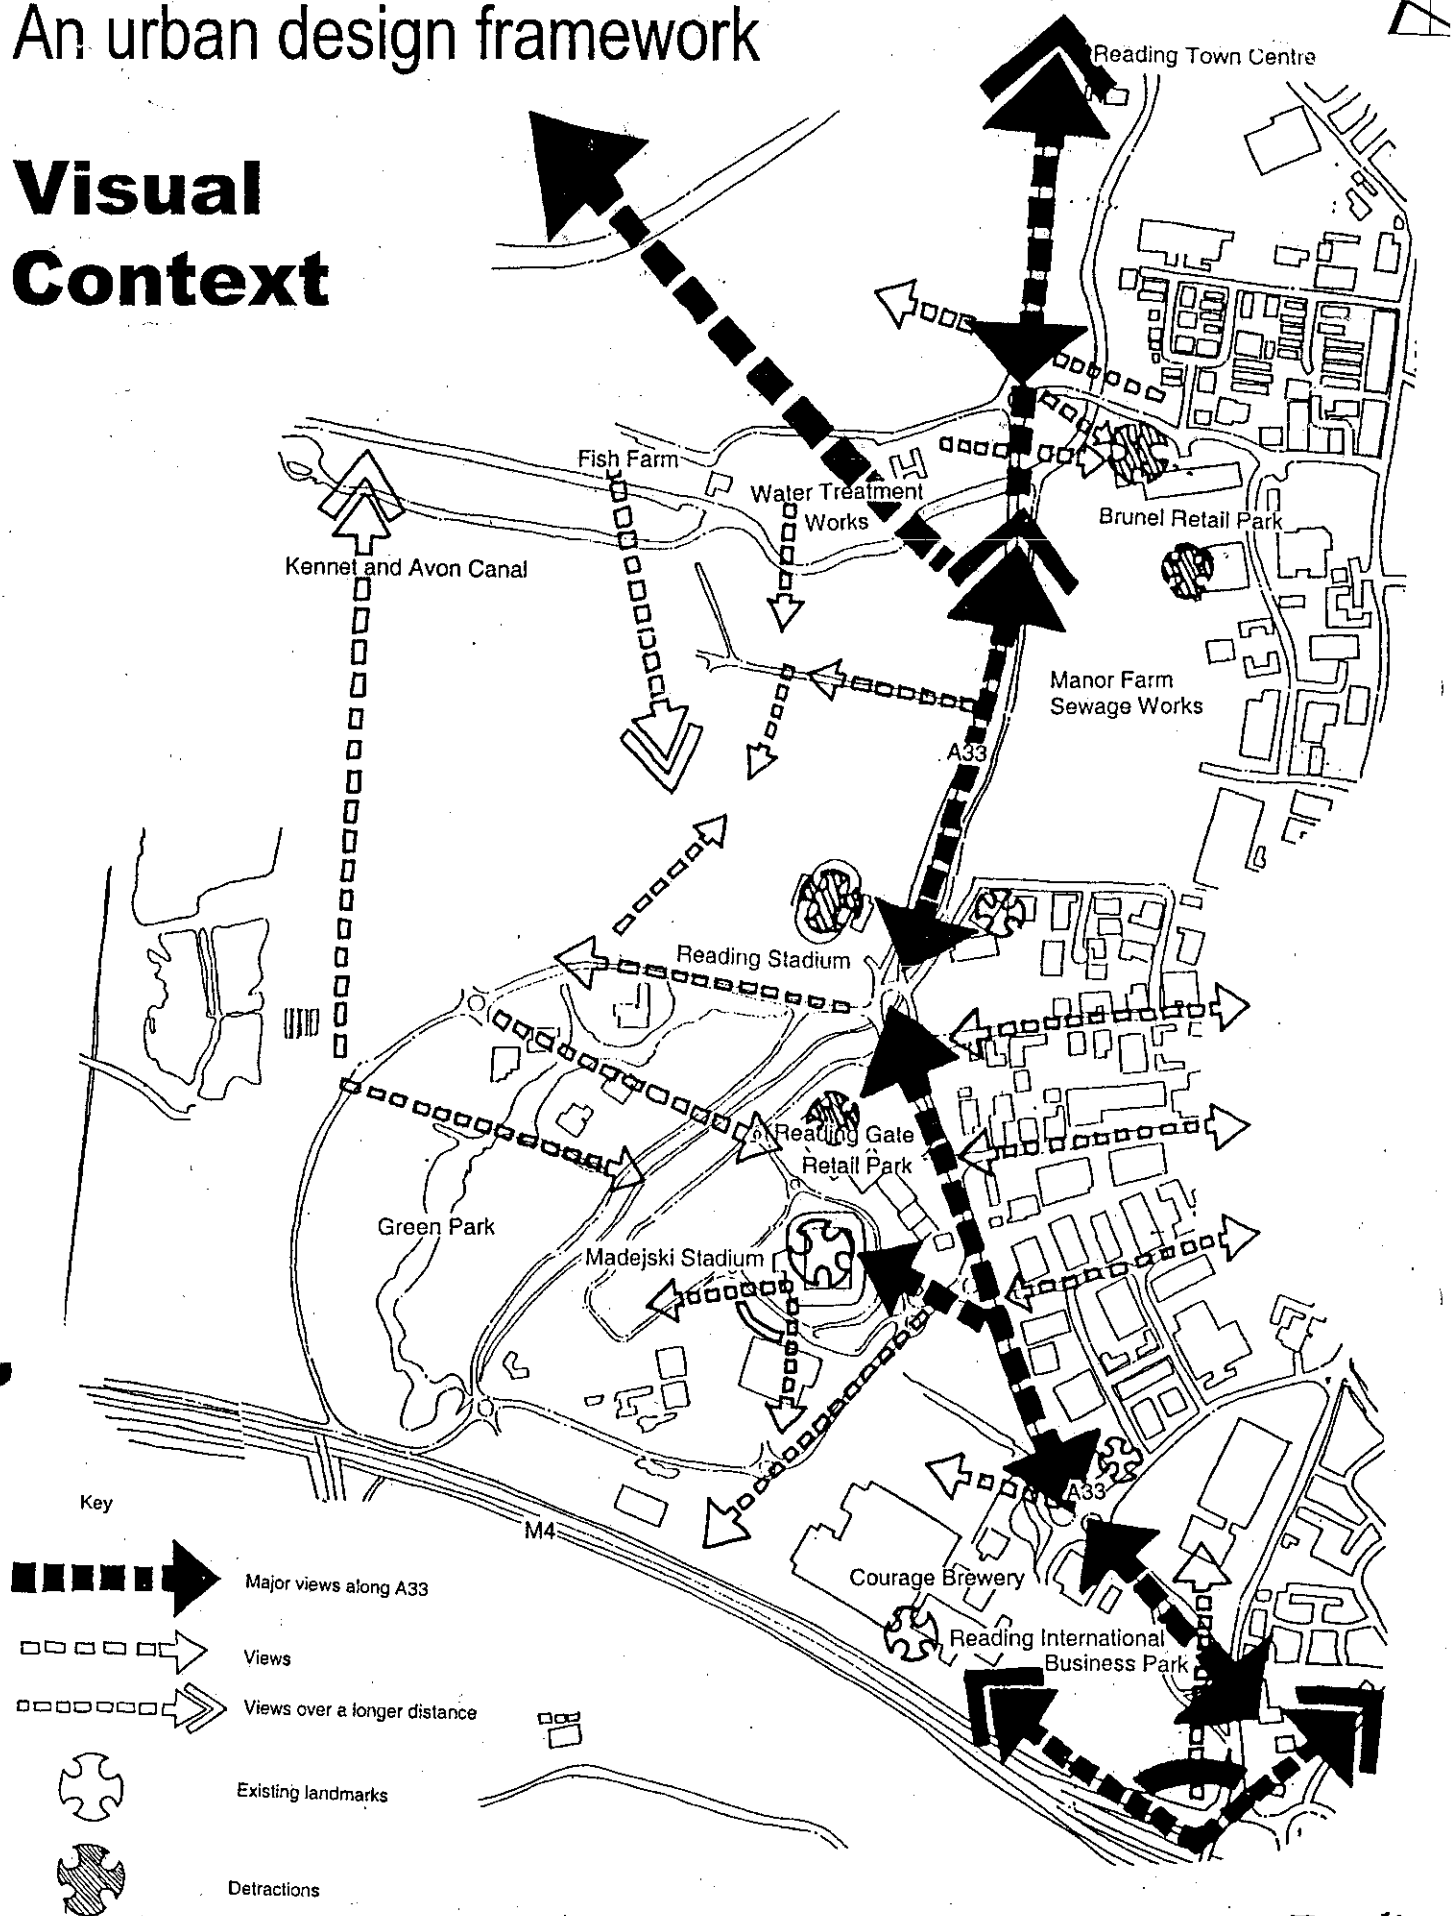 An urban design framework
Visual
Context
Reading Town Centre
Fish Farm
Water Treatment
Works
Brunel Retail Park
Kennet and Avon Canal
Manor Farm
Sewage Works
A33
Reading Stadium
Reading Gate
Retail Park
Green Park
Madejski Stadium
A33
M4
Courage Brewery
Reading International
Business Park
Key
Major views along A33
Views
Views over a longer distance
Existing landmarks
Detractions